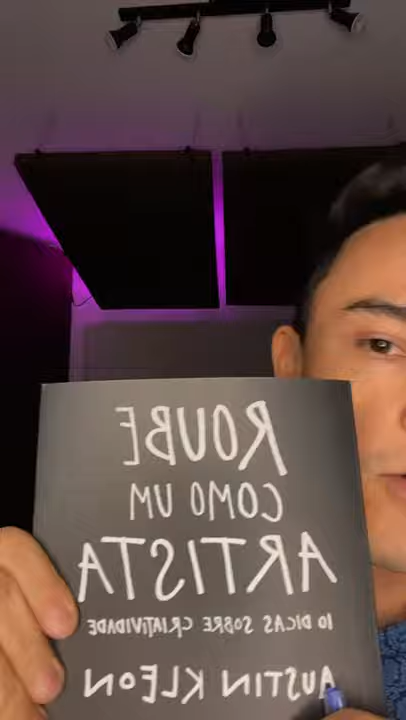 ROUBE
COMO UM
ARTISTA
10 DICAS SOBRE CRIATIVIDADE
AUSTIN KLEON